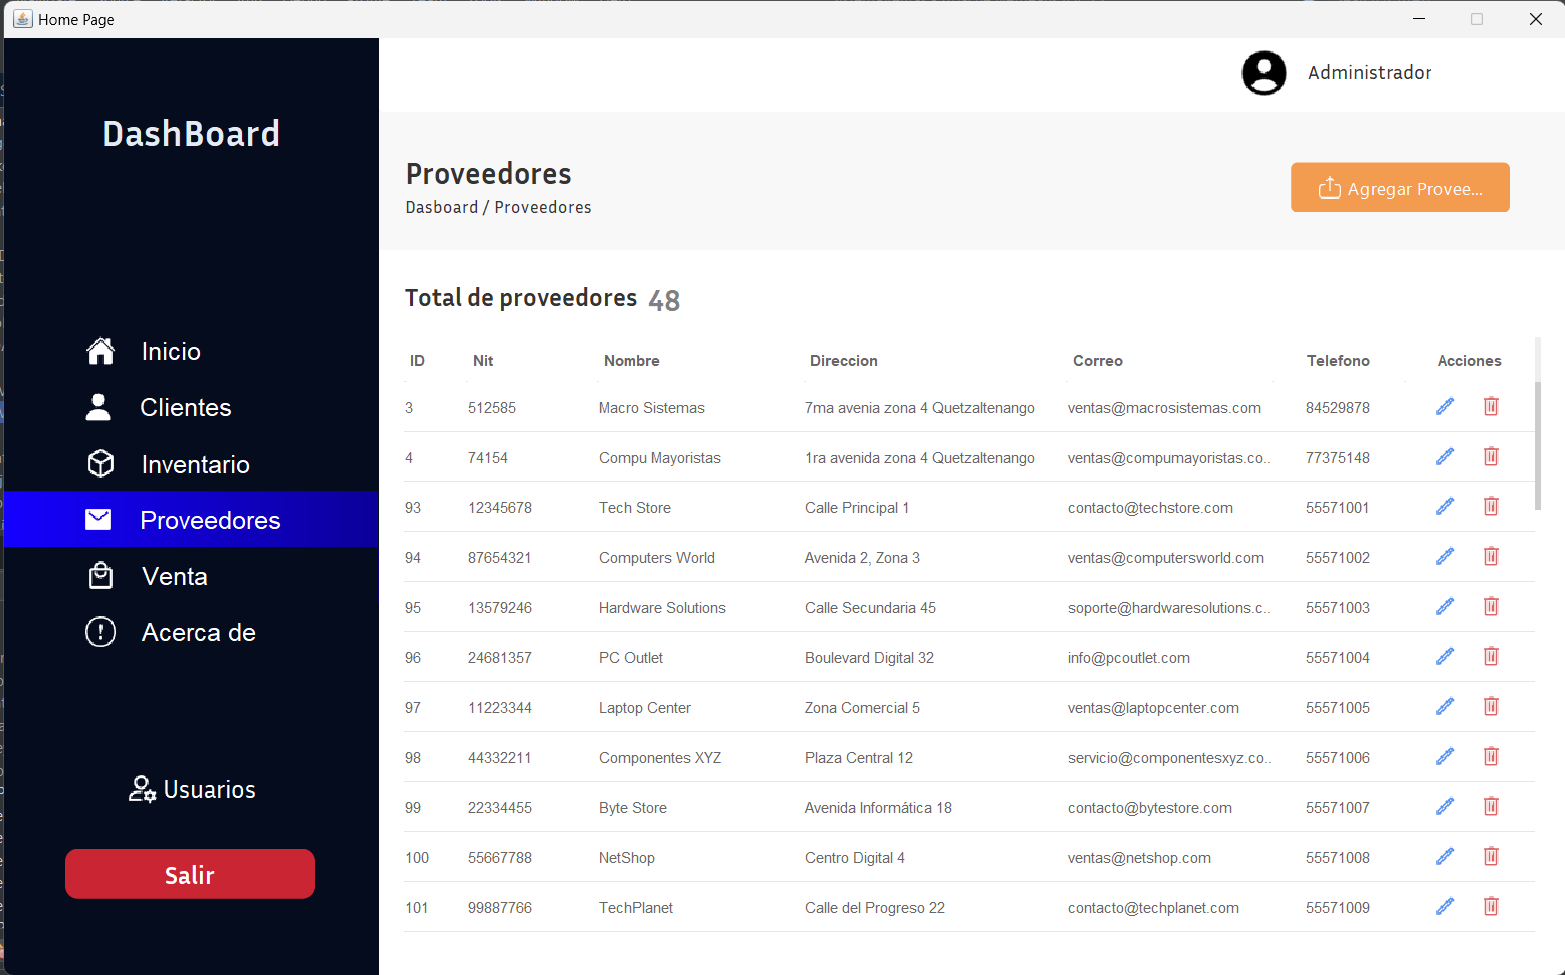 Home Page
Administrador
DashBoard
Proveedores
Dasboard / Proveedores
Agregar Provee...
Total de proveedores 48
Inicio
Clientes
Inventario
Proveedores
Venta
Acerca de
Usuarios
Salir
ID Nit Nombre Direccion Correo Telefono Acciones
3 512585 Macro Sistemas 7ma avenia zona 4 Quetzaltenango ventas@macrosistemas.com 84529878
4 74154 Compu Mayoristas 1ra avenida zona 4 Quetzaltenango ventas@compumayoristas.co.. 77375148
93 12345678 Tech Store Calle Principal 1 contacto@techstore.com 55571001
94 87654321 Computers World Avenida 2, Zona 3 ventas@computersworld.com 55571002
95 13579246 Hardware Solutions Calle Secundaria 45 soporte@hardwaresolutions.c.. 55571003
96 24681357 PC Outlet Boulevard Digital 32 info@pcoutlet.com 55571004
97 11223344 Laptop Center Zona Comercial 5 ventas@laptopcenter.com 55571005
98 44332211 Componentes XYZ Plaza Central 12 servicio@componentesxyz.co.. 55571006
99 22334455 Byte Store Avenida Informática 18 contacto@bytestore.com 55571007
100 55667788 NetShop Centro Digital 4 ventas@netshop.com 55571008
101 99887766 TechPlanet Calle del Progreso 22 contacto@techplanet.com 55571009